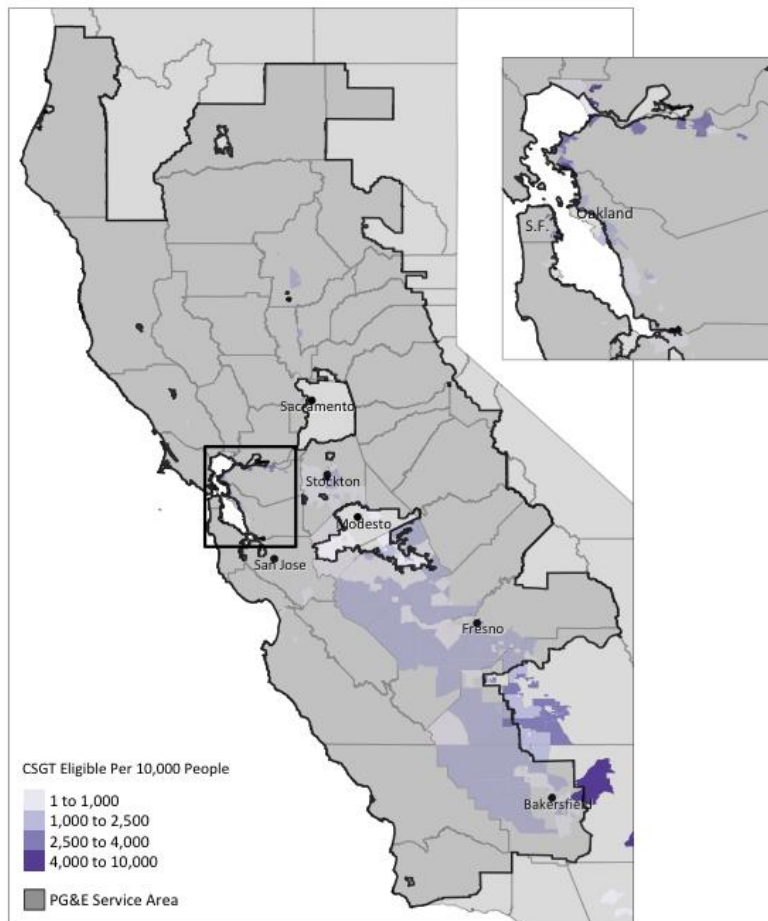 S.F.
Oakland
Sacramento
Stockton
Modesto
San Jose
Fresno
Bakersfield
CSGT Eligible Per 10,000 People
1 to 1,000
1,000 to 2,500
2,500 to 4,000
4,000 to 10,000
PG&E Service Area